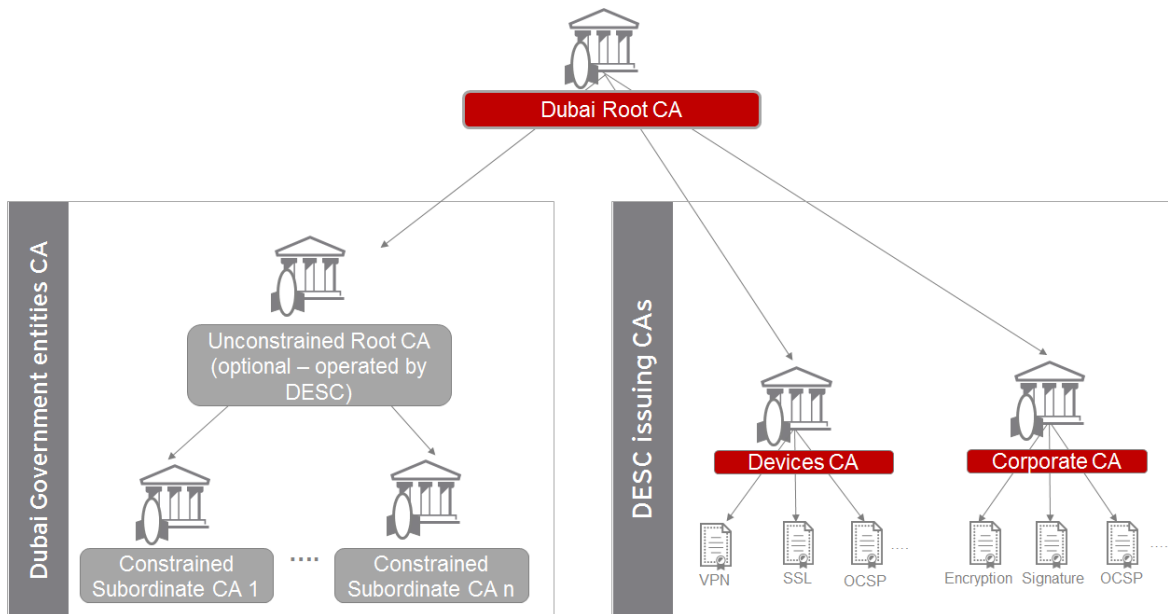 Dubai Root CA
Dubai Government entities CA
Unconstrained Root CA
(optional – operated by
DESC)
Constrained
Subordinate CA 1
....
Constrained
Subordinate CA n
DESC issuing CAs
Devices CA
Corporate CA
VPN
SSL
OCSP
.....
Encryption
Signature
OCSP
.....